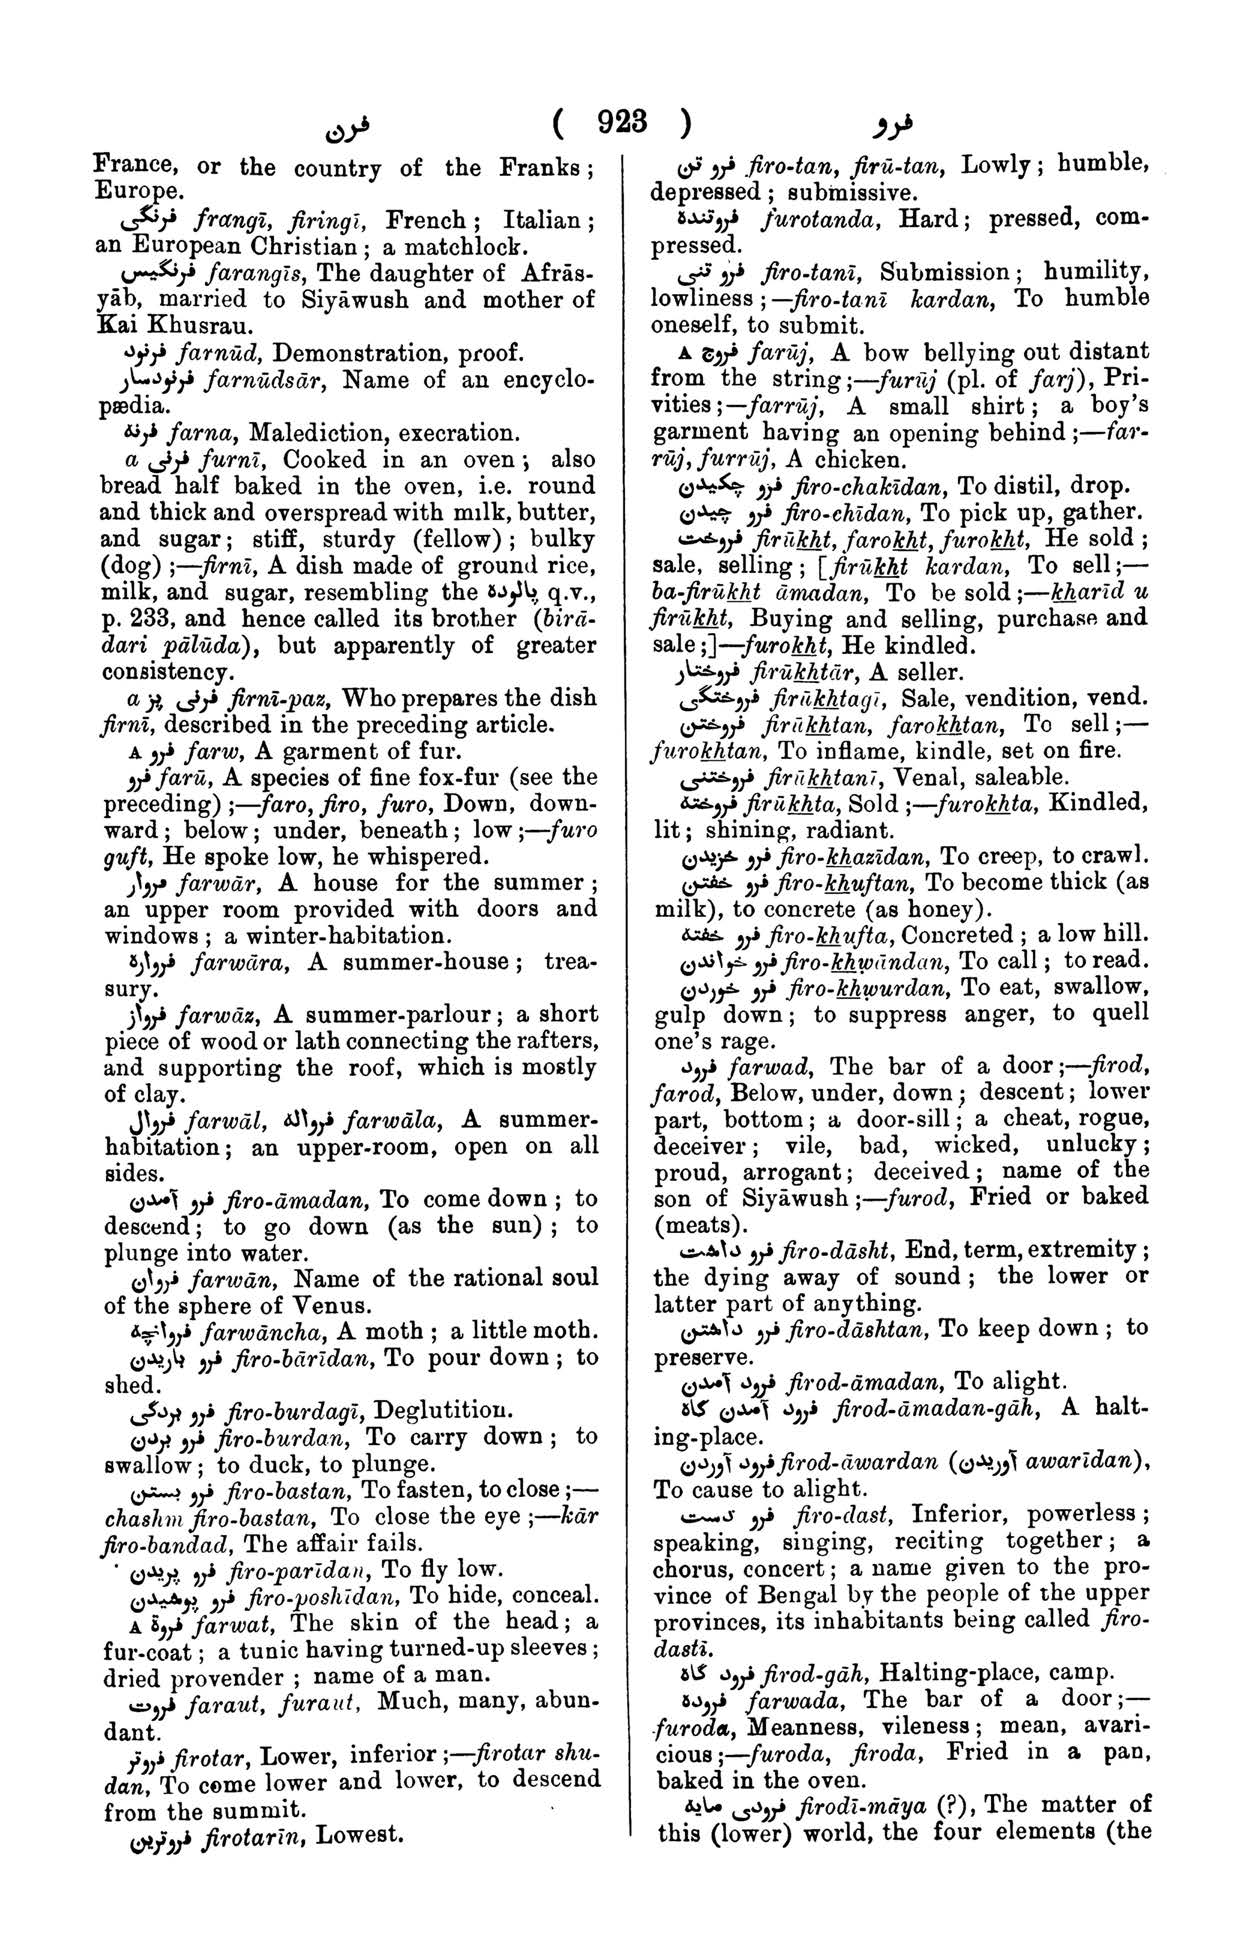 فرن ( 923 ) فرو
France, or the country of the Franks ;
Europe.
فرنگی frangī, firingī, French ; Italian ;
an European Christian ; a matchlock.
فرنگیس farangīs, The daughter of Afrās-
yāb, married to Siyāwush and mother of
Kai Khusrau.
فرنود farnūd, Demonstration, proof.
فرنودسار farnūdsār, Name of an encyclo-
pædia.
فرنه farna, Malediction, execration.
a فرنی furnī, Cooked in an oven ; also
bread half baked in the oven, i.e. round
and thick and overspread with milk, butter,
and sugar ; stiff, sturdy (fellow) ; bulky
(dog) ;—firnī, A dish made of ground rice,
milk, and sugar, resembling the پالوده q.v.,
p. 233, and hence called its brother (birā-
dari pālūda), but apparently of greater
consistency.
a فرنی پز firnī-paz, Who prepares the dish
firnī, described in the preceding article.
A فرو farw, A garment of fur.
فرو farū, A species of fine fox-fur (see the
preceding) ;—faro, firo, furo, Down, down-
ward ; below ; under, beneath ; low ;—furo
guft, He spoke low, he whispered.
فروار farwār, A house for the summer ;
an upper room provided with doors and
windows ; a winter-habitation.
فرواره farwāra, A summer-house ; trea-
sury.
فرواز farwāz, A summer-parlour ; a short
piece of wood or lath connecting the rafters,
and supporting the roof, which is mostly
of clay.
فروال farwāl, فرواله farwāla, A summer-
habitation ; an upper-room, open on all
sides.
فرو آمدن firo-āmadan, To come down ; to
descend ; to go down (as the sun) ; to
plunge into water.
فروان farwān, Name of the rational soul
of the sphere of Venus.
فروانچه farwāncha, A moth ; a little moth.
فرو باریدن firo-bārīdan, To pour down ; to
shed.
فرو بردگی firo-burdagī, Deglutition.
فرو بردن firo-burdan, To carry down ; to
swallow ; to duck, to plunge.
فرو بستن firo-bastan, To fasten, to close ;—
chashm firo-bastan, To close the eye ;—kār
firo-bandad, The affair fails.
فرو پریدن firo-parīdan, To fly low.
فرو پوشیدن firo-poshīdan, To hide, conceal.
A فروة farwat, The skin of the head ; a
fur-coat ; a tunic having turned-up sleeves ;
dried provender ; name of a man.
فروت faraut, furaut, Much, many, abun-
dant.
فروتر firotar, Lower, inferior ;—firotar shu-
dan, To come lower and lower, to descend
from the summit.
فروترین firotarīn, Lowest.
فرو تن firo-tan, firū-tan, Lowly ; humble,
depressed ; submissive.
فروتنده furotanda, Hard ; pressed, com-
pressed.
فرو تنی firo-tanī, Submission ; humility,
lowliness ;—firo-tanī kardan, To humble
oneself, to submit.
A فروج farūj, A bow bellying out distant
from the string ;—furūj (pl. of farj), Pri-
vities ;—farrūj, A small shirt ; a boy's
garment having an opening behind ;—far-
rūj, furrūj, A chicken.
فرو چکیدن firo-chakīdan, To distil, drop.
فرو چیدن firo-chīdan, To pick up, gather.
فروخت firūkht, farokht, furokht, He sold ;
sale, selling ; [firūkht kardan, To sell ;—
ba-firūkht āmadan, To be sold ;—kharīd u
firūkht, Buying and selling, purchase and
sale ;]—furokht, He kindled.
فروختار firūkhtār, A seller.
فروختگی firūkhtagī, Sale, vendition, vend.
فروختن firūkhtan, farokhtan, To sell ;—
furokhtan, To inflame, kindle, set on fire.
فروختنی firūkhtanī, Venal, saleable.
فروخته firūkhta, Sold ;—furokhta, Kindled,
lit ; shining, radiant.
فرو خزیدن firo-khazīdan, To creep, to crawl.
فرو خفتن firo-khuftan, To become thick (as
milk), to concrete (as honey).
فرو خفته firo-khufta, Concreted ; a low hill.
فرو خواندن firo-khẉāndan, To call ; to read.
فرو خوردن firo-khẉurdan, To eat, swallow,
gulp down ; to suppress anger, to quell
one's rage.
فرود farwad, The bar of a door ;—firod,
farod, Below, under, down ; descent ; lower
part, bottom ; a door-sill ; a cheat, rogue,
deceiver ; vile, bad, wicked, unlucky ;
proud, arrogant ; deceived ; name of the
son of Siyāwush ;—furod, Fried or baked
(meats).
فرو داشت firo-dāsht, End, term, extremity ;
the dying away of sound ; the lower or
latter part of anything.
فرو داشتن firo-dāshtan, To keep down ; to
preserve.
فرود آمدن firod-āmadan, To alight.
فرود آمدن گاه firod-āmadan-gāh, A halt-
ing-place.
فرود آوردن firod-āwardan (آوریدن awarīdan),
To cause to alight.
فرو دست firo-dast, Inferior, powerless ;
speaking, singing, reciting together ; a
chorus, concert ; a name given to the pro-
vince of Bengal by the people of the upper
provinces, its inhabitants being called firo-
dastī.
فرود گاه firod-gāh, Halting-place, camp.
فروده farwada, The bar of a door ;—
furoda, Meanness, vileness ; mean, avari-
cious ;—furoda, firoda, Fried in a pan,
baked in the oven.
فرودی مایه firodī-māya (?), The matter of
this (lower) world, the four elements (the